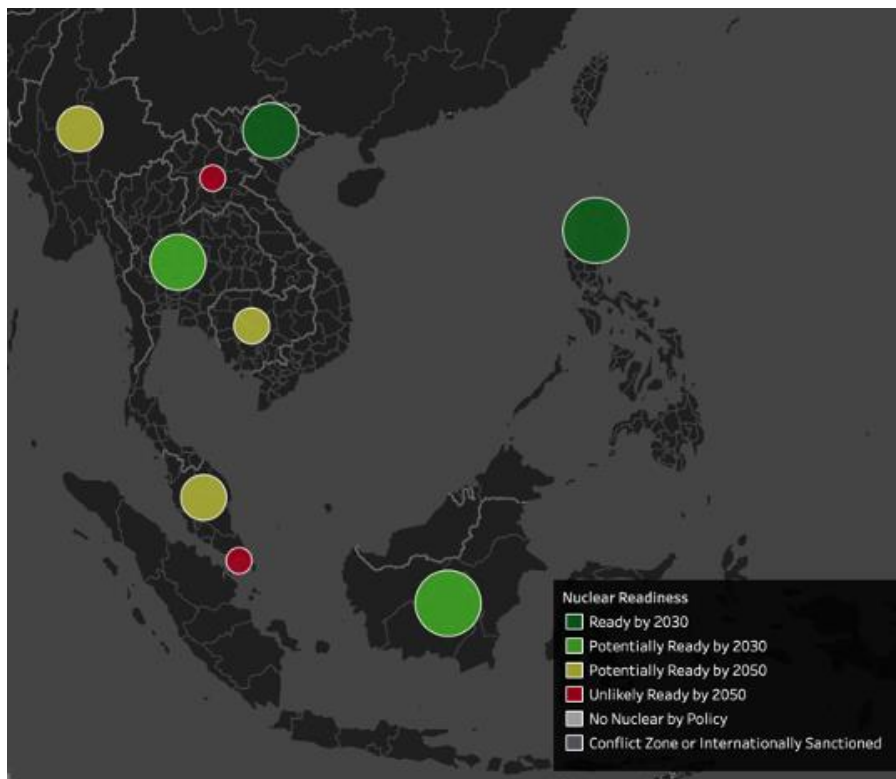 Nuclear Readiness
Ready by 2030
Potentially Ready by 2030
Potentially Ready by 2050
Unlikely Ready by 2050
No Nuclear by Policy
Conflict Zone or Internationally Sanctioned